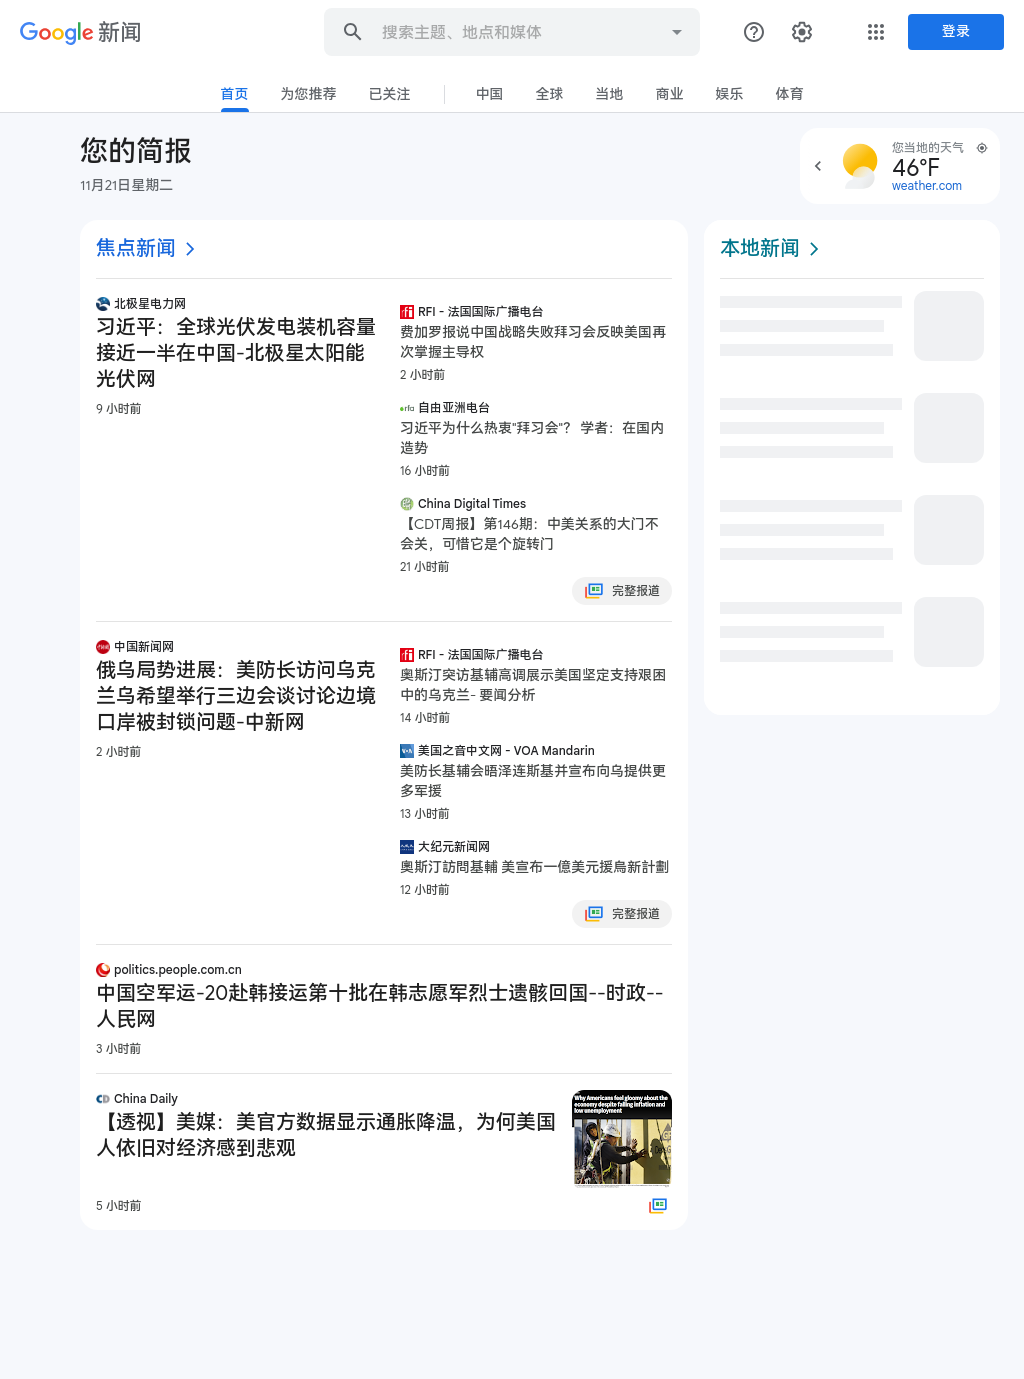 Google 新闻
搜索主题、地点和媒体
登录
首页
为您推荐
已关注
中国
全球
当地
商业
娱乐
体育
您的简报
11月21日星期二
您当地的天气
46°F
weather.com
焦点新闻
北极星电力网
习近平：全球光伏发电装机容量
接近一半在中国-北极星太阳能
光伏网
9 小时前
RFI - 法国国际广播电台
费加罗报说中国战略失败拜习会反映美国再
次掌握主导权
2 小时前
自由亚洲电台
习近平为什么热衷"拜习会"？ 学者：在国内
造势
16 小时前
China Digital Times
【CDT周报】第146期：中美关系的大门不
会关，可惜它是个旋转门
21 小时前
完整报道
中国新闻网
俄乌局势进展：美防长访问乌克
兰乌希望举行三边会谈讨论边境
口岸被封锁问题-中新网
2 小时前
RFI - 法国国际广播电台
奥斯汀突访基辅高调展示美国坚定支持艰困
中的乌克兰- 要闻分析
14 小时前
美国之音中文网 - VOA Mandarin
美防长基辅会晤泽连斯基并宣布向乌提供更
多军援
13 小时前
大纪元新闻网
奧斯汀訪問基輔 美宣布一億美元援烏新計劃
12 小时前
完整报道
politics.people.com.cn
中国空军运-20赴韩接运第十批在韩志愿军烈士遗骸回国--时政--
人民网
3 小时前
China Daily
【透视】美媒：美官方数据显示通胀降温，为何美国
人依旧对经济感到悲观
5 小时前
Why Americans feel gloomy about the
economy despite falling inflation and
low unemployment
本地新闻